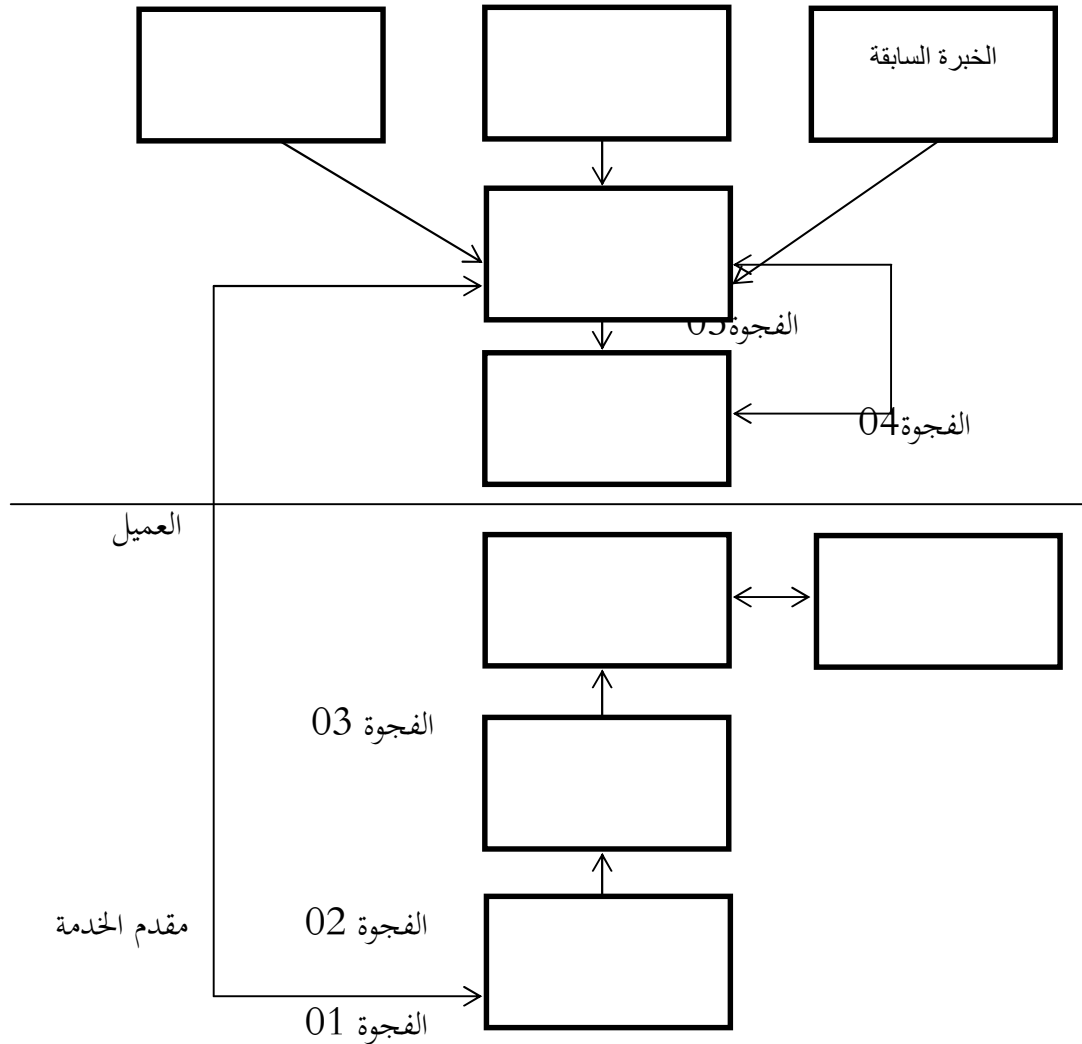 الخبرة السابقة
الفجوة05
الفجوة04
العميل
الفجوة 03
الفجوة 02
مقدم الخدمة
الفجوة 01